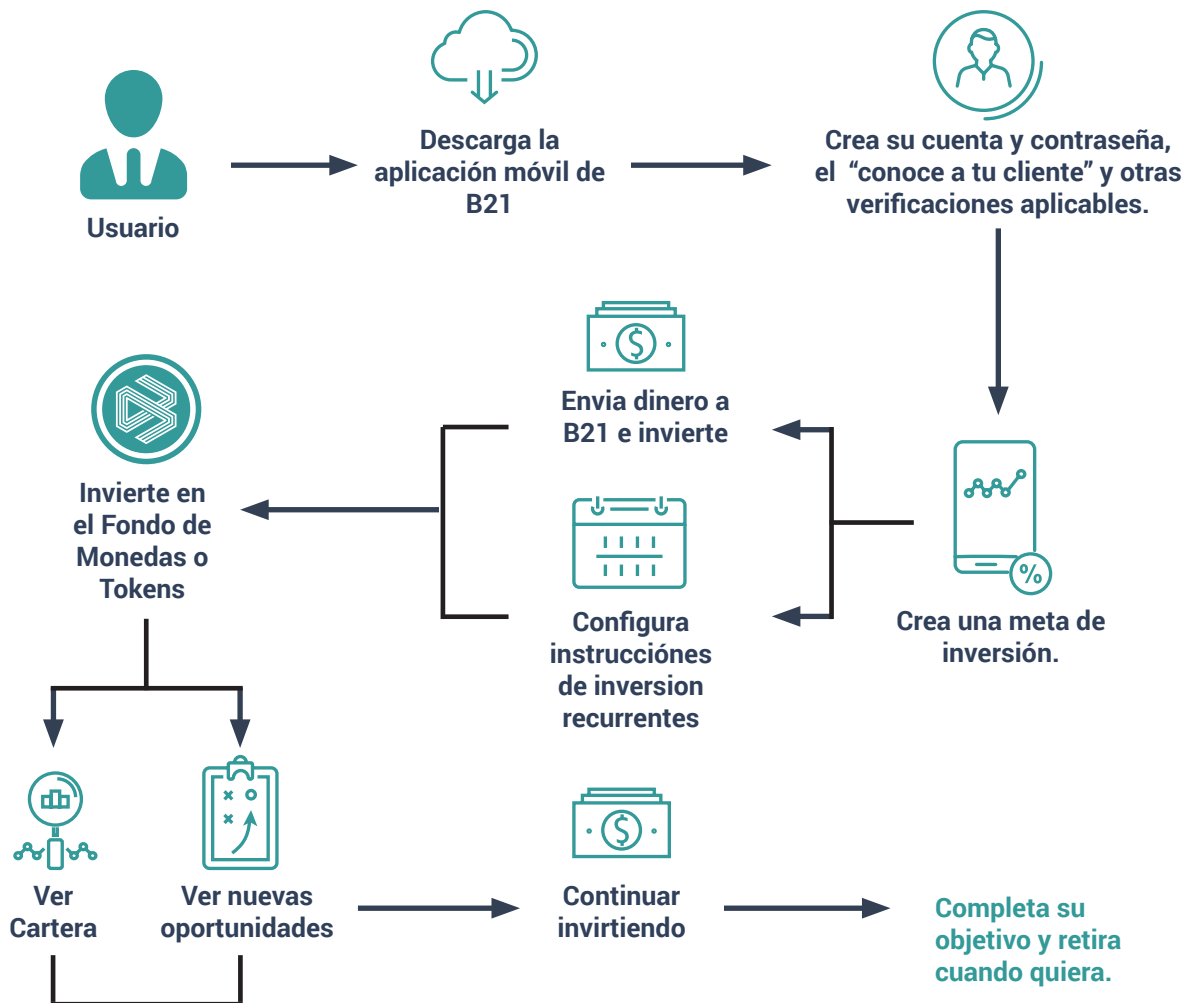 Usuario
Descarga la
aplicación móvil de
B21
Crea su cuenta y contraseña,
el “conoce a tu cliente” y otras
verificaciones aplicables.
Crea una meta de
inversión.
%
$
Envia dinero a
B21 e invierte
Configura
instrucciónes
de inversion
recurrentes
Invierte en
el Fondo de
Monedas o
Tokens
Ver
Cartera
Ver nuevas
oportunidades
$
Continuar
invirtiendo
Completa su
objetivo y retira
cuando quiera.